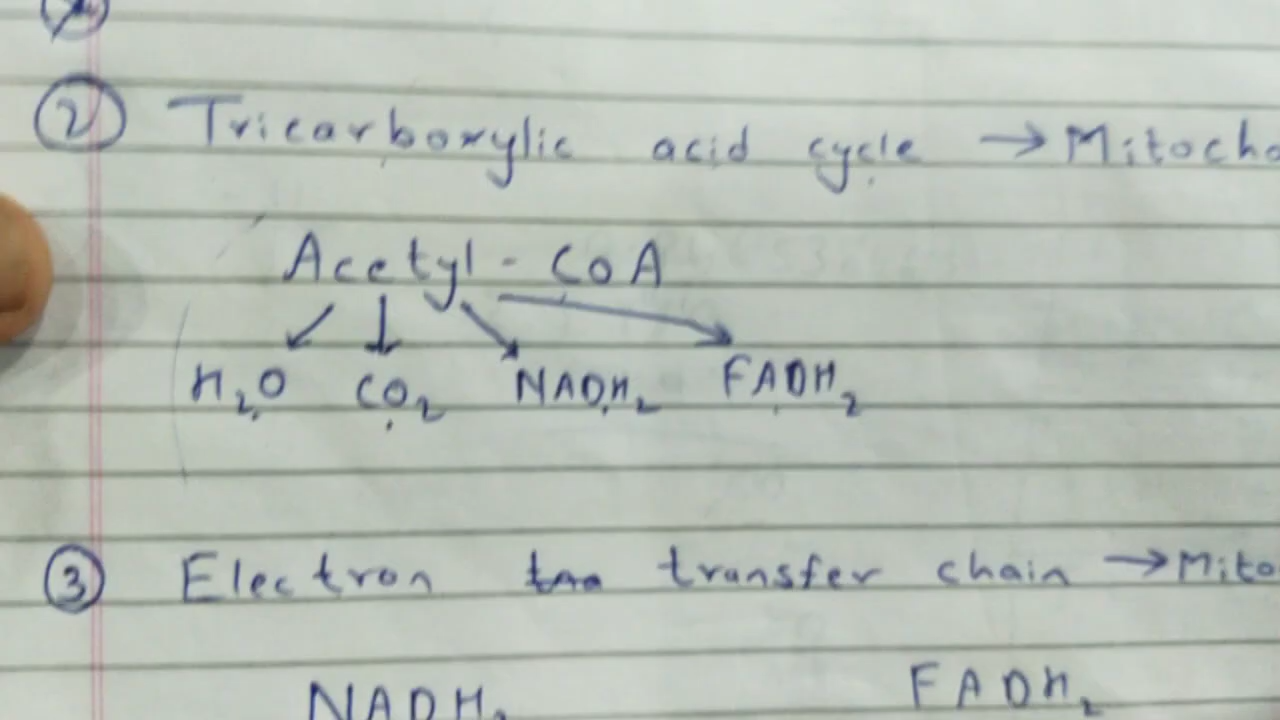 ② Tricarboxylic acid cycle → Mitocho
Acetyl - CoA
H₂O CO₂ NADH₂ FADH₂
③ Electron transfer chain → Mito
NADH₂ FADH₂